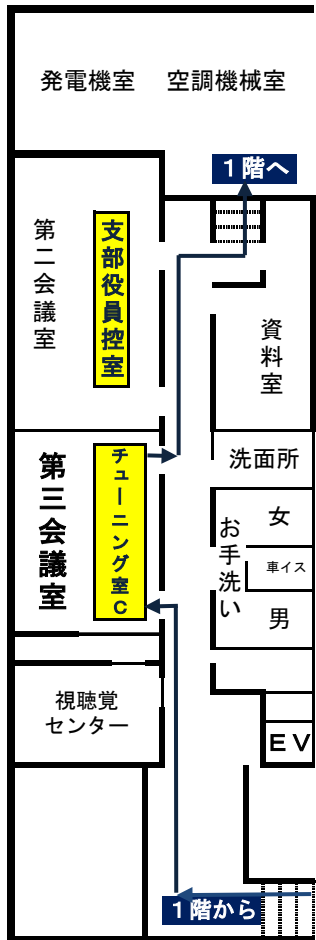 発電機室　空調機械室
１階へ
第二会議室
支部役員控室
資料室
洗面所
第三会議室
チューニング室Ｃ
お手洗い
女
車イス
男
視聴覚
センター
ＥＶ
１階から